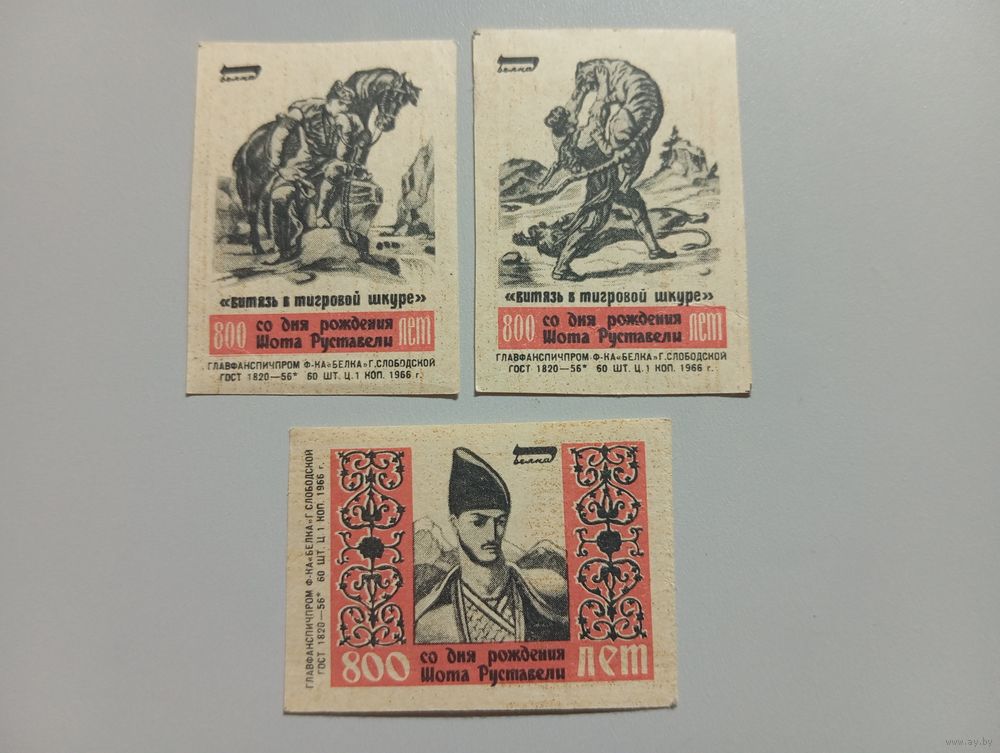 белка
«витязь в тигровой шкуре»
800 со дня рождения лет
Шота Руставели
ГЛАВФАНСПИЧПРОМ Ф-КА«БЕЛКА»Г.СЛОБОДСКОЙ
ГОСТ 1820—56* 60 ШТ. Ц.1 КОП. 1966 г.
белка
«витязь в тигровой шкуре»
800 со дня рождения лет
Шота Руставели
ГЛАВФАНСПИЧПРОМ Ф-КА«БЕЛКА»Г.СЛОБОДСКОЙ
ГОСТ 1820—56* 60 ШТ. Ц.1 КОП. 1966 г.
ГЛАВФАНСПИЧПРОМ Ф-КА«БЕЛКА»Г.СЛОБОДСКОЙ
ГОСТ 1820—56* 60 ШТ. Ц.1 КОП. 1966 г.
белка
800 со дня рождения лет
Шота Руставели
www.ay.by